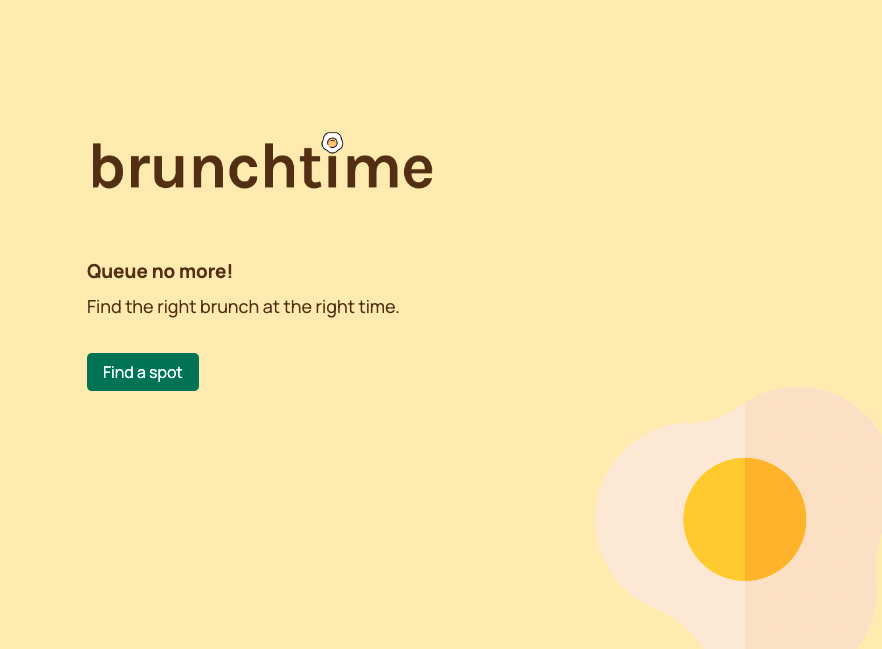 brunchtime
Queue no more!
Find the right brunch at the right time.
Find a spot